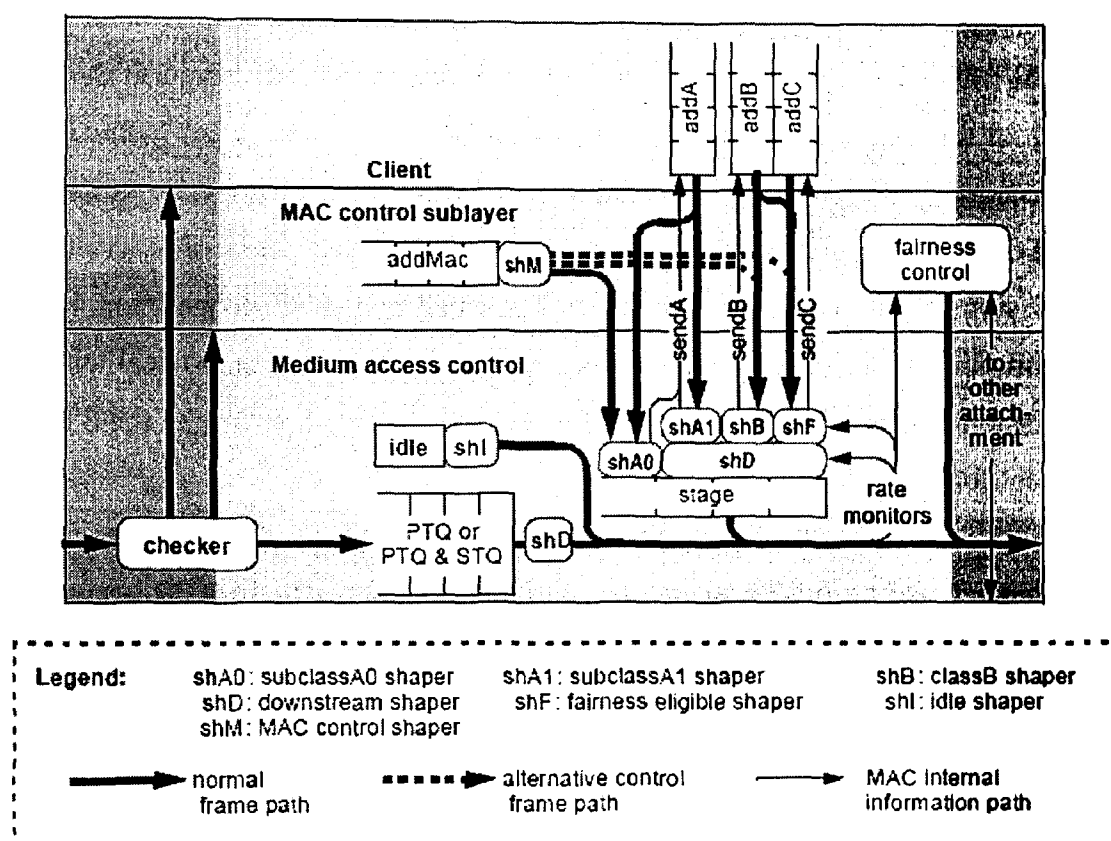 addA
addB
addC
Client
MAC control sublayer
addMac
shM
fairness
control
sendA
sendB
sendC
Medium access control
to
other
attach-
ment
idle
shI
shA1
shB
shF
shA0
shD
stage
rate
monitors
checker
PTQ or
PTQ & STQ
shD
Legend:
shA0: subclassA0 shaper
shA1: subclassA1 shaper
shB: classB shaper
shD: downstream shaper
shF: fairness eligible shaper
shI: idle shaper
shM: MAC control shaper
normal
frame path
alternative control
frame path
MAC internal
information path